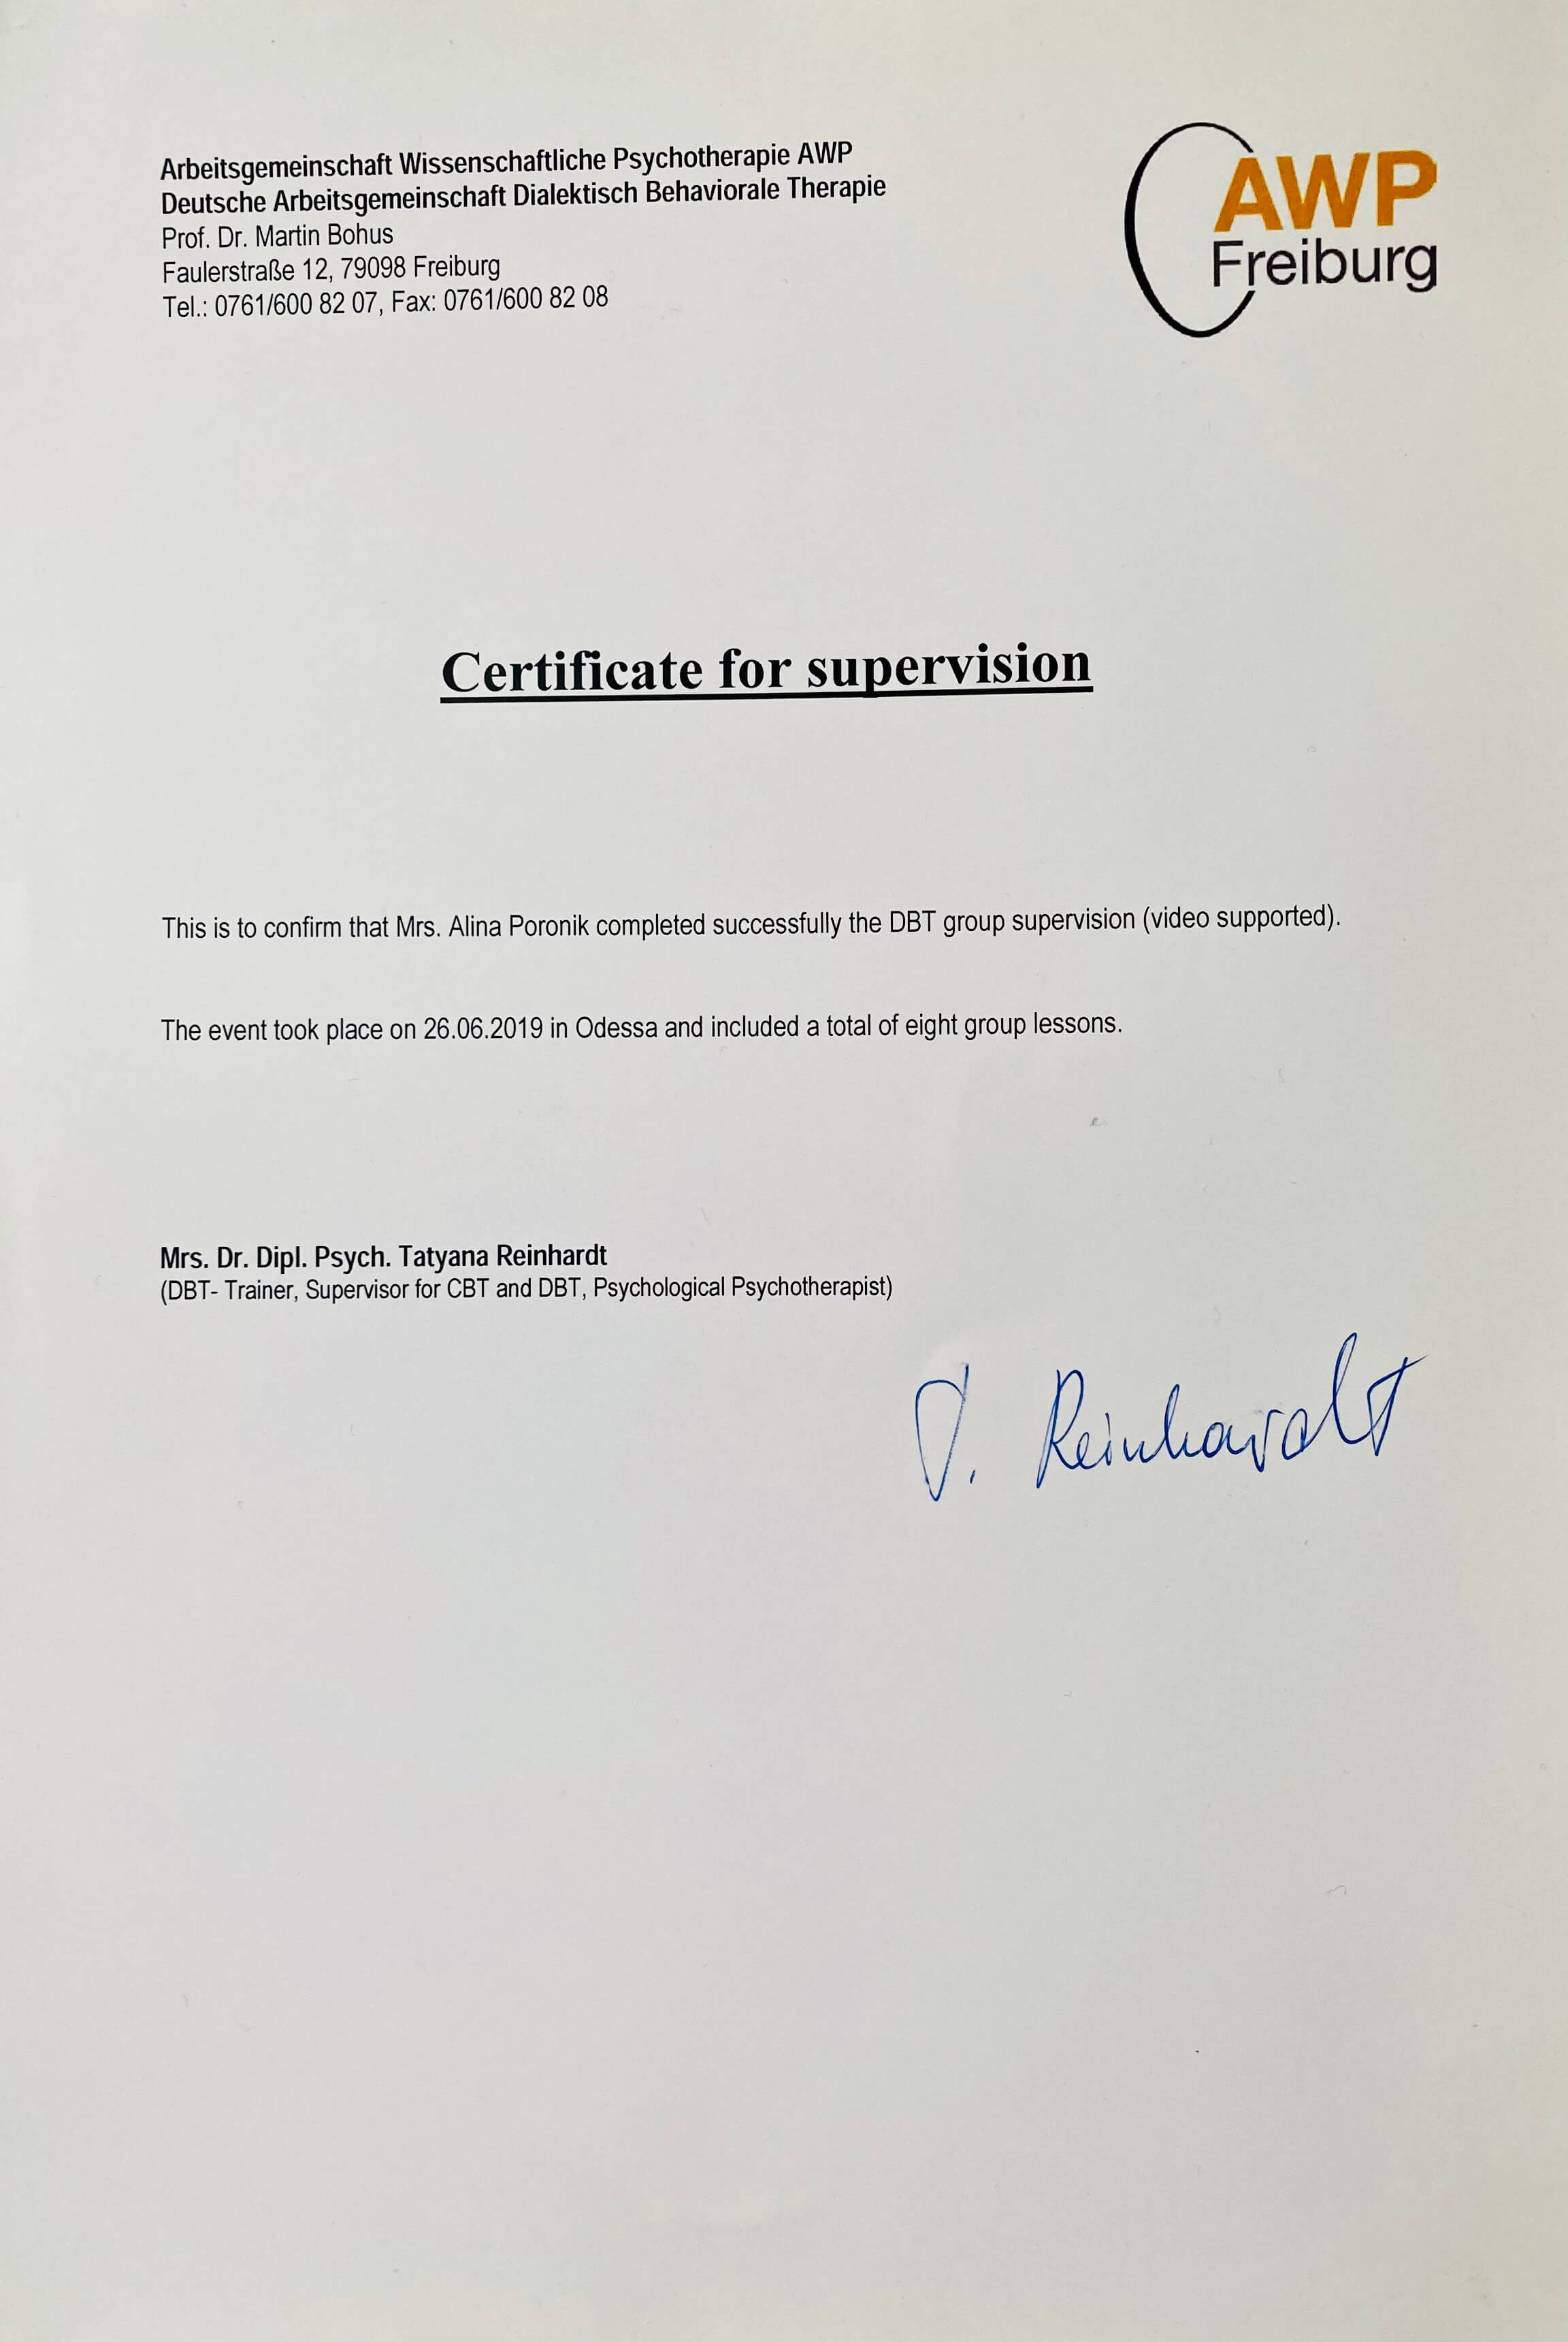 Arbeitsgemeinschaft Wissenschaftliche Psychotherapie AWP
Deutsche Arbeitsgemeinschaft Dialektisch Behaviorale Therapie
Prof. Dr. Martin Bohus
Faulerstraße 12, 79098 Freiburg
Tel.: 0761/600 82 07, Fax: 0761/600 82 08
AWP
Freiburg
Certificate for supervision
This is to confirm that Mrs. Alina Poronik completed successfully the DBT group supervision (video supported).
The event took place on 26.06.2019 in Odessa and included a total of eight group lessons.
Mrs. Dr. Dipl. Psych. Tatyana Reinhardt
(DBT- Trainer, Supervisor for CBT and DBT, Psychological Psychotherapist)
T. Reinhardt